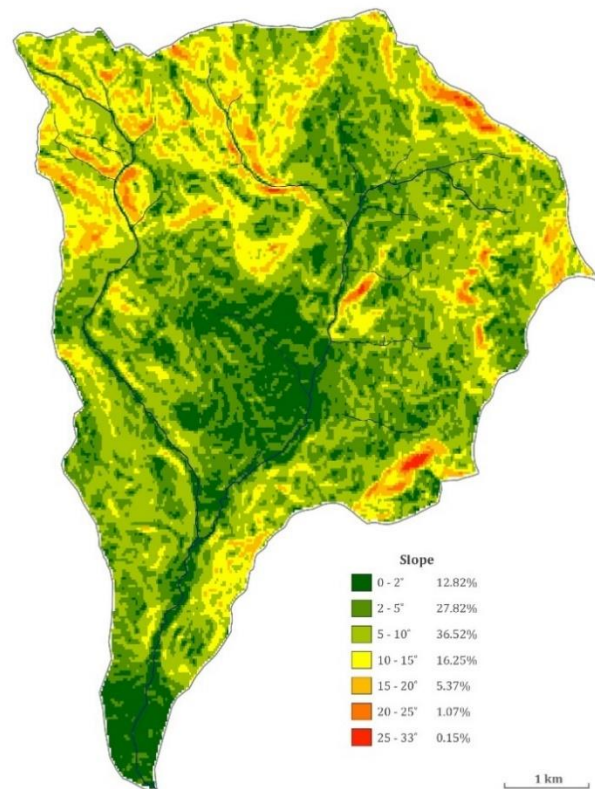 Slope
0 - 2° 12.82%
2 - 5° 27.82%
5 - 10° 36.52%
10 - 15° 16.25%
15 - 20° 5.37%
20 - 25° 1.07%
25 - 33° 0.15%
1 km